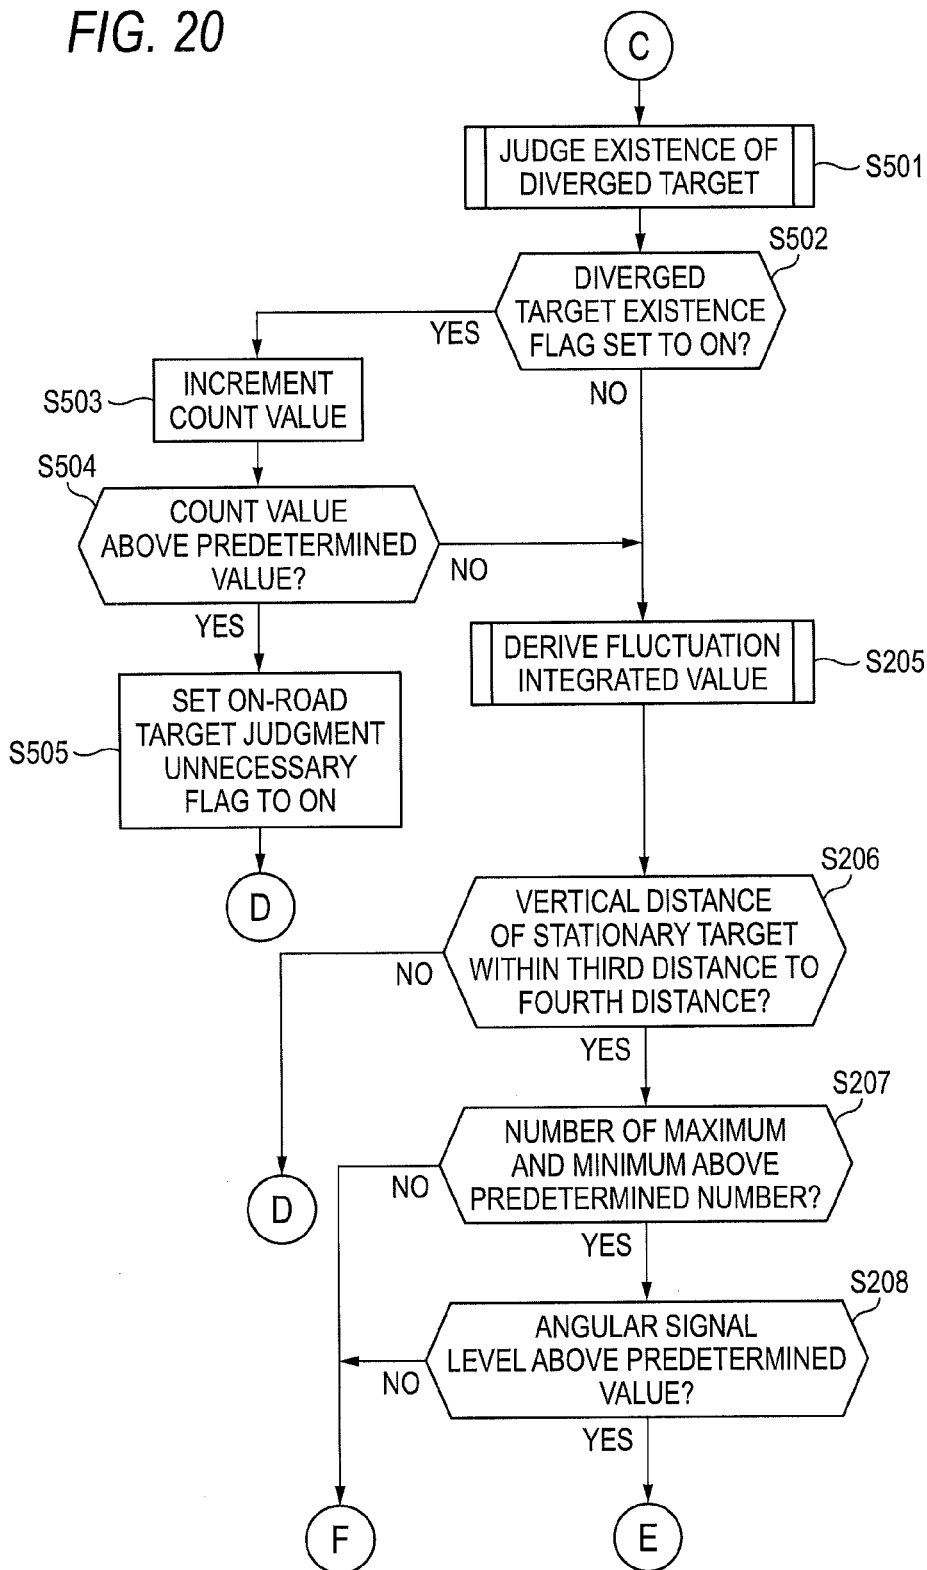 FIG. 20
C
JUDGE EXISTENCE OF
DIVERGED TARGET
S501
S502
DIVERGED
TARGET EXISTENCE
FLAG SET TO ON?
YES
NO
S503
INCREMENT
COUNT VALUE
S504
COUNT VALUE
ABOVE PREDETERMINED
VALUE?
NO
YES
DERIVE FLUCTUATION
INTEGRATED VALUE
S205
S505
SET ON-ROAD
TARGET JUDGMENT
UNNECESSARY
FLAG TO ON
D
S206
VERTICAL DISTANCE
OF STATIONARY TARGET
WITHIN THIRD DISTANCE TO
FOURTH DISTANCE?
NO
YES
D
S207
NUMBER OF MAXIMUM
AND MINIMUM ABOVE
PREDETERMINED NUMBER?
NO
YES
S208
ANGULAR SIGNAL
LEVEL ABOVE PREDETERMINED
VALUE?
NO
YES
F
E